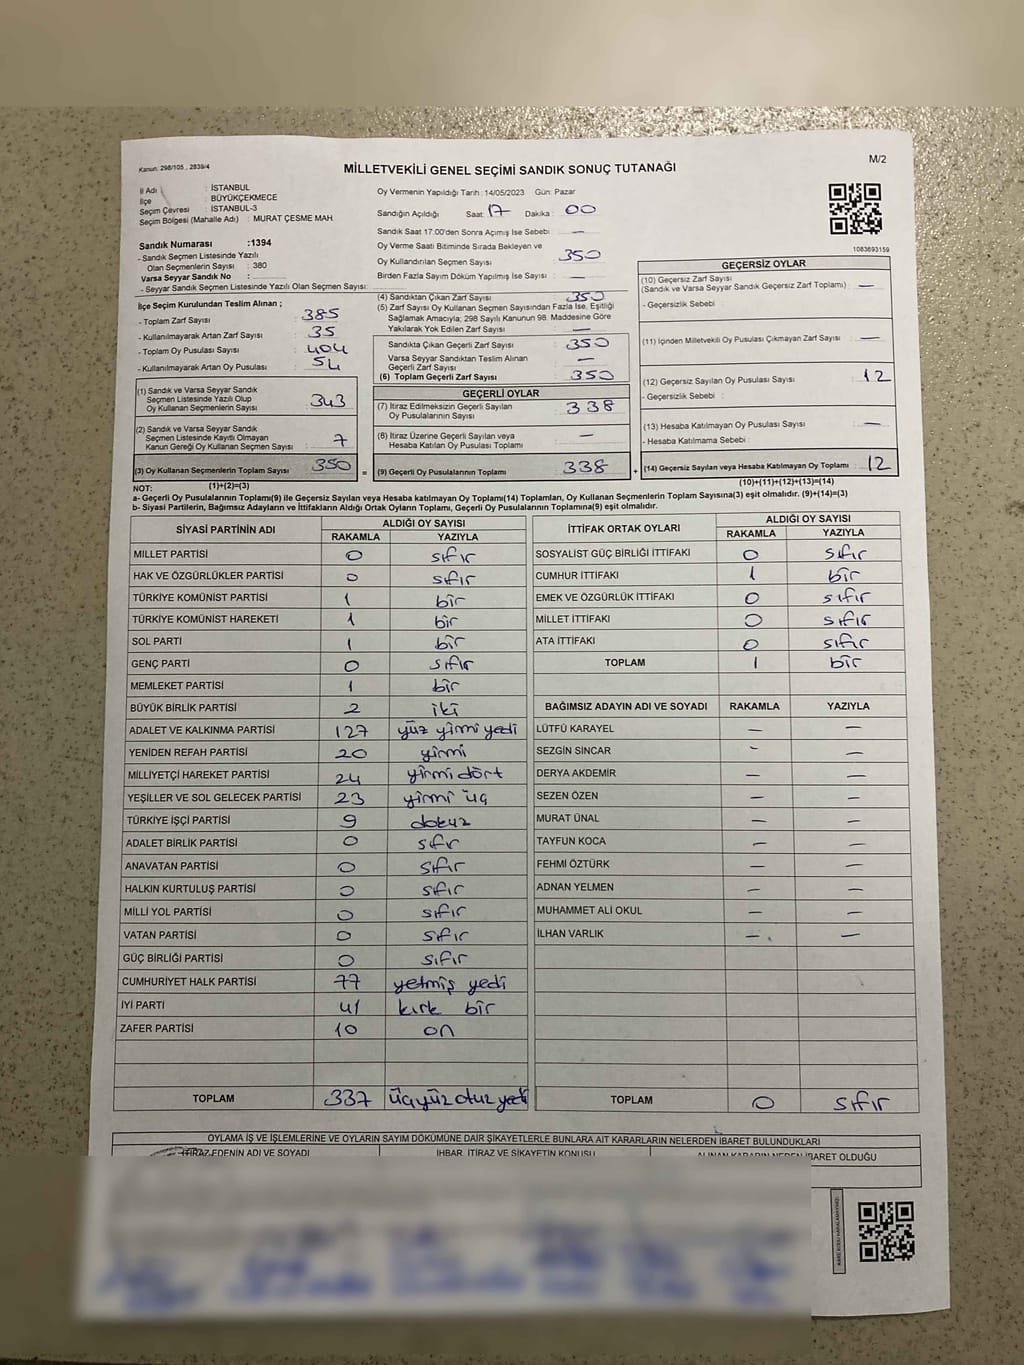 Kanun: 298/105 , 2839/4
MİLLETVEKİLİ GENEL SEÇİMİ SANDIK SONUÇ TUTANAĞI
M/2
İl Adı : İSTANBUL
İlçe : BÜYÜKÇEKMECE
Seçim Çevresi : İSTANBUL-3
Seçim Bölgesi (Mahalle Adı) : MURAT ÇESME MAH.
Sandık Numarası :1394
- Sandık Seçmen Listesinde Yazılı
Olan Seçmenlerin Sayısı : 380
Varsa Seyyar Sandık No :
- Seyyar Sandık Seçmen Listesinde Yazılı Olan Seçmen Sayısı:
Oy Vermenin Yapıldığı Tarih : 14/05/2023 Gün: Pazar
Sandığın Açıldığı Saat: 17 Dakika : 00
Sandık Saat 17:00'den Sonra Açımış İse Sebebi : —
Oy Verme Saati Bitiminde Sırada Bekleyen ve
Oy Kullandırılan Seçmen Sayısı : 350
Birden Fazla Sayım Döküm Yapılmış İse Sayısı : —
1083693159
İlçe Seçim Kurulundan Teslim Alınan ;
- Toplam Zarf Sayısı : 385
- Kullanılmayarak Artan Zarf Sayısı : 35
- Toplam Oy Pusulası Sayısı : 404
- Kullanılmayarak Artan Oy Pusulası : 54
(1) Sandık ve Varsa Seyyar Sandık
Seçmen Listesinde Yazılı Olup
Oy Kullanan Seçmenlerin Sayısı : 343
(2) Sandık ve Varsa Seyyar Sandık
Seçmen Listesinde Kayıtlı Olmayan
Kanun Gereği Oy Kullanan Seçmen Sayısı : 7
(3) Oy Kullanan Seçmenlerin Toplam Sayısı 350 =
(1)+(2)=(3)
(4) Sandıktan Çıkan Zarf Sayısı : 350
(5) Zarf Sayısı Oy Kullanan Seçmen Sayısından Fazla İse, Eşitliği
Sağlamak Amacıyla; 298 Sayılı Kanunun 98. Maddesine Göre
Yakılarak Yok Edilen Zarf Sayısı : —
Sandıkta Çıkan Geçerli Zarf Sayısı : 350
Varsa Seyyar Sandıktan Teslim Alınan
Geçerli Zarf Sayısı : —
(6) Toplam Geçerli Zarf Sayısı : 350
GEÇERLİ OYLAR
(7) İtiraz Edilmeksizin Geçerli Sayılan
Oy Pusulalarının Sayısı : 338
(8) İtiraz Üzerine Geçerli Sayılan veya
Hesaba Katılan Oy Pusulası Toplamı : —
(9) Geçerli Oy Pusulalarının Toplamı 338 +
GEÇERSİZ OYLAR
(10) Geçersiz Zarf Sayısı
(Sandık ve Varsa Seyyar Sandık Geçersiz Zarf Toplamı) : —
- Geçersizlik Sebebi :
(11) İçinden Milletvekili Oy Pusulası Çıkmayan Zarf Sayısı : —
(12) Geçersiz Sayılan Oy Pusulası Sayısı : 12
- Geçersizlik Sebebi :
(13) Hesaba Katılmayan Oy Pusulası Sayısı : —
- Hesaba Katılmama Sebebi :
(14) Geçersiz Sayılan veya Hesaba Katılmayan Oy Toplamı : 12
(10)+(11)+(12)+(13)=(14)
NOT:
a- Geçerli Oy Pusulalarının Toplamı(9) ile Geçersiz Sayılan veya Hesaba katılmayan Oy Toplamı(14) Toplamları, Oy Kullanan Seçmenlerin Toplam Sayısına(3) eşit olmalıdır. (9)+(14)=(3)
b- Siyasi Partilerin, Bağımsız Adayların ve İttifakların Aldığı Ortak Oyların Toplamı, Geçerli Oy Pusulalarının Toplamına(9) eşit olmalıdır.
SİYASİ PARTİNİN ADI ALDIĞI OY SAYISI
RAKAMLA YAZIYLA
MİLLET PARTİSİ 0 sıfır
HAK VE ÖZGÜRLÜKLER PARTİSİ 0 sıfır
TÜRKİYE KOMÜNİST PARTİSİ 1 bir
TÜRKİYE KOMÜNİST HAREKETİ 1 bir
SOL PARTİ 1 bir
GENÇ PARTİ 0 sıfır
MEMLEKET PARTİSİ 1 bir
BÜYÜK BİRLİK PARTİSİ 2 iki
ADALET VE KALKINMA PARTİSİ 127 yüz yirmi yedi
YENİDEN REFAH PARTİSİ 20 yirmi
MİLLİYETÇİ HAREKET PARTİSİ 24 yirmi dört
YEŞİLLER VE SOL GELECEK PARTİSİ 23 yirmi üç
TÜRKİYE İŞÇİ PARTİSİ 9 dokuz
ADALET BİRLİK PARTİSİ 0 sıfr
ANAVATAN PARTİSİ 0 sıfır
HALKIN KURTULUŞ PARTİSİ 0 sıfır
MİLLİ YOL PARTİSİ 0 sıfır
VATAN PARTİSİ 0 sıfır
GÜÇ BİRLİĞİ PARTİSİ 0 sıfır
CUMHURİYET HALK PARTİSİ 77 yetmiş yedi
İYİ PARTİ 41 kırk bir
ZAFER PARTİSİ 10 on
TOPLAM 337 üçyüz otuz yedi
İTTİFAK ORTAK OYLARI ALDIĞI OY SAYISI
RAKAMLA YAZIYLA
SOSYALİST GÜÇ BİRLİĞİ İTTİFAKI 0 sıfır
CUMHUR İTTİFAKI 1 bir
EMEK VE ÖZGÜRLÜK İTTİFAKI 0 sıfır
MİLLET İTTİFAKI 0 sıfır
ATA İTTİFAKI 0 sıfır
TOPLAM 1 bir
BAĞIMSIZ ADAYIN ADI VE SOYADI RAKAMLA YAZIYLA
LÜTFÜ KARAYEL — —
SEZGİN SİNCAR - —
DERYA AKDEMİR — —
SEZEN ÖZEN — —
MURAT ÜNAL — —
TAYFUN KOCA — —
FEHMİ ÖZTÜRK — —
ADNAN YELMEN — —
MUHAMMET ALİ OKUL — —
İLHAN VARLIK — —
TOPLAM 0 sıfır
OYLAMA İŞ VE İŞLEMLERİNE VE OYLARIN SAYIM DÖKÜMÜNE DAİR ŞİKAYETLERLE BUNLARA AİT KARARLARIN NELERDEN İBARET BULUNDUKLARI
İTİRAZ EDENİN ADI VE SOYADI İHBAR, İTİRAZ VE ŞİKAYETİN KONUSU ALINAN KARARIN NEDEN İBARET OLDUĞU